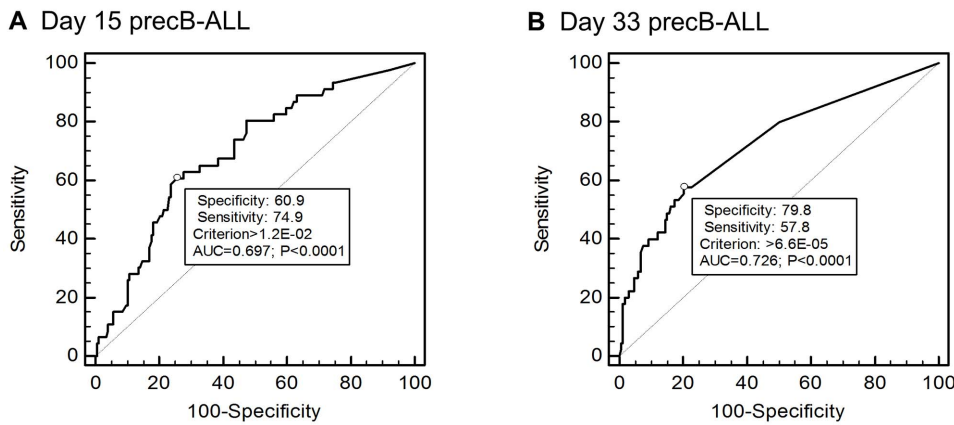 A Day 15 precB-ALL
100
80
60
40
20
0
Sensitivity
Specificity: 60.9
Sensitivity: 74.9
Criterion>1.2E-02
AUC=0.697; P<0.0001
0 20 40 60 80 100
100-Specificity
B Day 33 precB-ALL
100
80
60
40
20
0
Sensitivity
Specificity: 79.8
Sensitivity: 57.8
Criterion: >6.6E-05
AUC=0.726; P<0.0001
0 20 40 60 80 100
100-Specificity